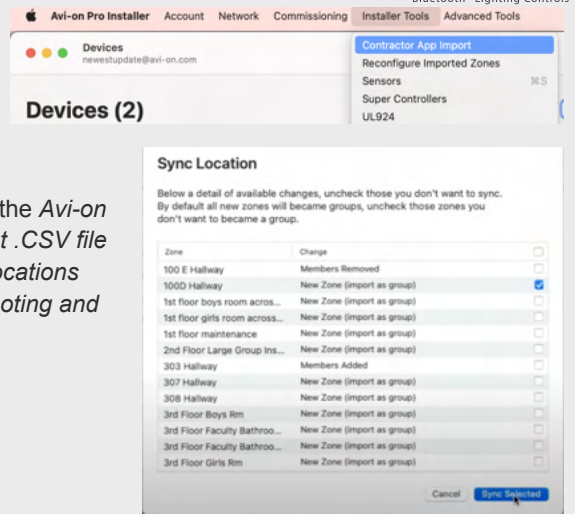 Bluetooth® Lighting Controls
Avi-on Pro Installer Account Network Commissioning Installer Tools Advanced Tools
Devices
newestupdate@avi-on.com
Contractor App Import
Reconfigure Imported Zones
Sensors ⌘S
Super Controllers
UL924
Devices (2)
the Avi-on
t .CSV file
ocations
oting and
Sync Location
Below a detail of available changes, uncheck those you don't want to sync.
By default all new zones will became groups, uncheck those zones you
don't want to became a group.
Zone Change
100 E Hallway Members Removed
100D Hallway New Zone (import as group)
1st floor boys room acros... New Zone (import as group)
1st floor girls room across... New Zone (import as group)
1st floor maintenance New Zone (import as group)
2nd Floor Large Group Ins... New Zone (import as group)
303 Hallway Members Added
307 Hallway New Zone (import as group)
308 Hallway New Zone (import as group)
3rd Floor Boys Rm New Zone (import as group)
3rd Floor Faculty Bathroo... New Zone (import as group)
3rd Floor Faculty Bathroo... New Zone (import as group)
3rd Floor Girls Rm New Zone (import as group)
Cancel Sync Selected